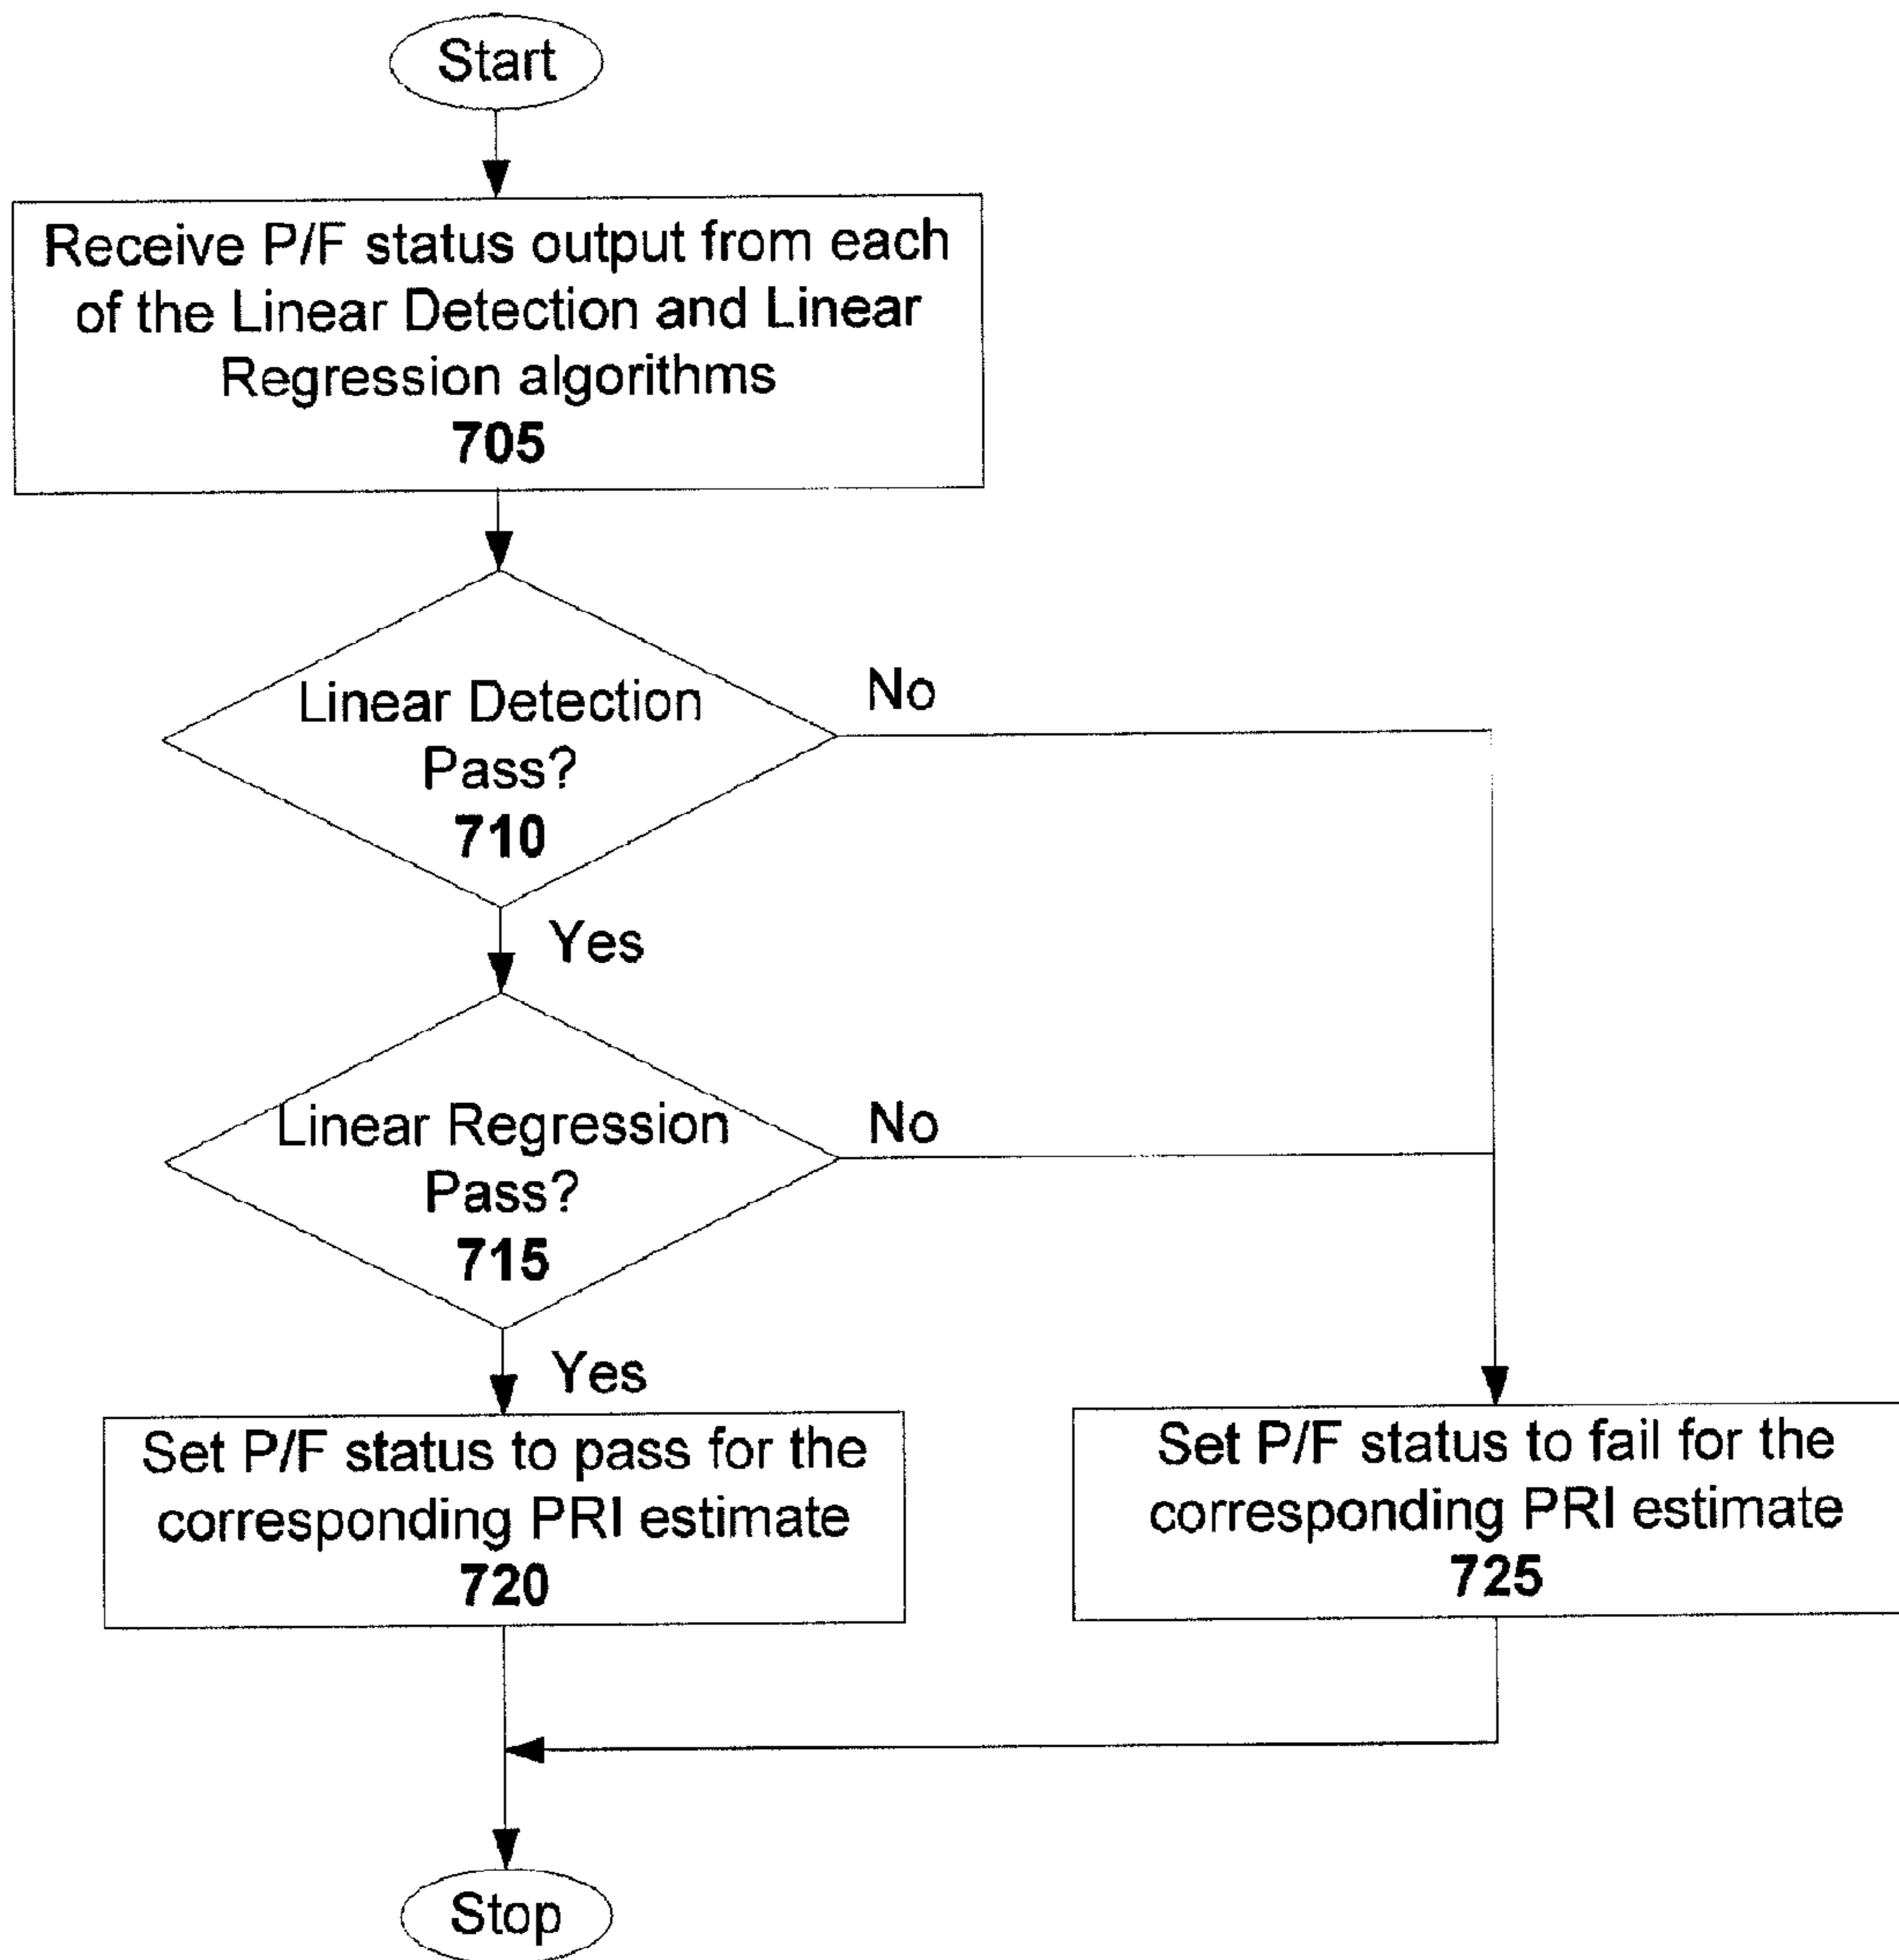 Start
Receive P/F status output from each
of the Linear Detection and Linear
Regression algorithms
705
Linear Detection
Pass?
710
No
Yes
Linear Regression
Pass?
715
No
Yes
Set P/F status to pass for the
corresponding PRI estimate
720
Set P/F status to fail for the
corresponding PRI estimate
725
Stop